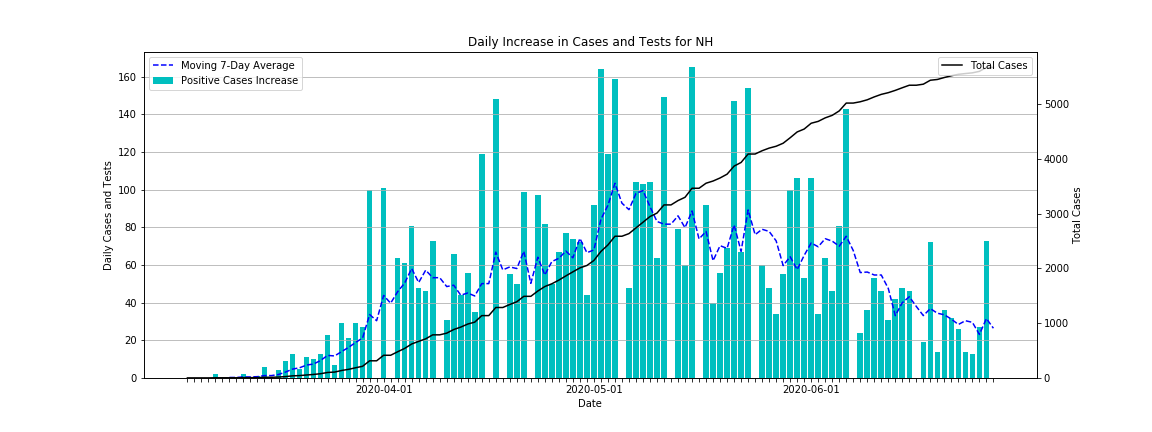 Daily Increase in Cases and Tests for NH
Moving 7-Day Average
Positive Cases Increase
Total Cases
160
140
120
100
80
60
40
20
0
Daily Cases and Tests
5000
4000
3000
2000
1000
0
Total Cases
2020-04-01
2020-05-01
2020-06-01
Date